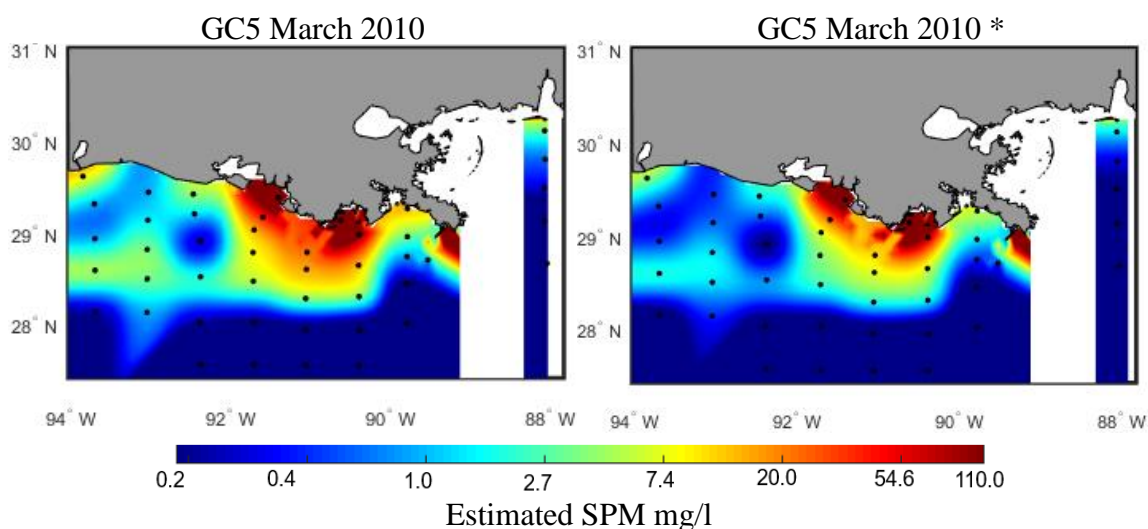 GC5 March 2010 GC5 March 2010 *
31° N 31° N
30° N 30° N
29° N 29° N
28° N 28° N
94° W 92° W 90° W 88° W 94° W 92° W 90° W 88° W
0.2 0.4 1.0 2.7 7.4 20.0 54.6 110.0
Estimated SPM mg/l